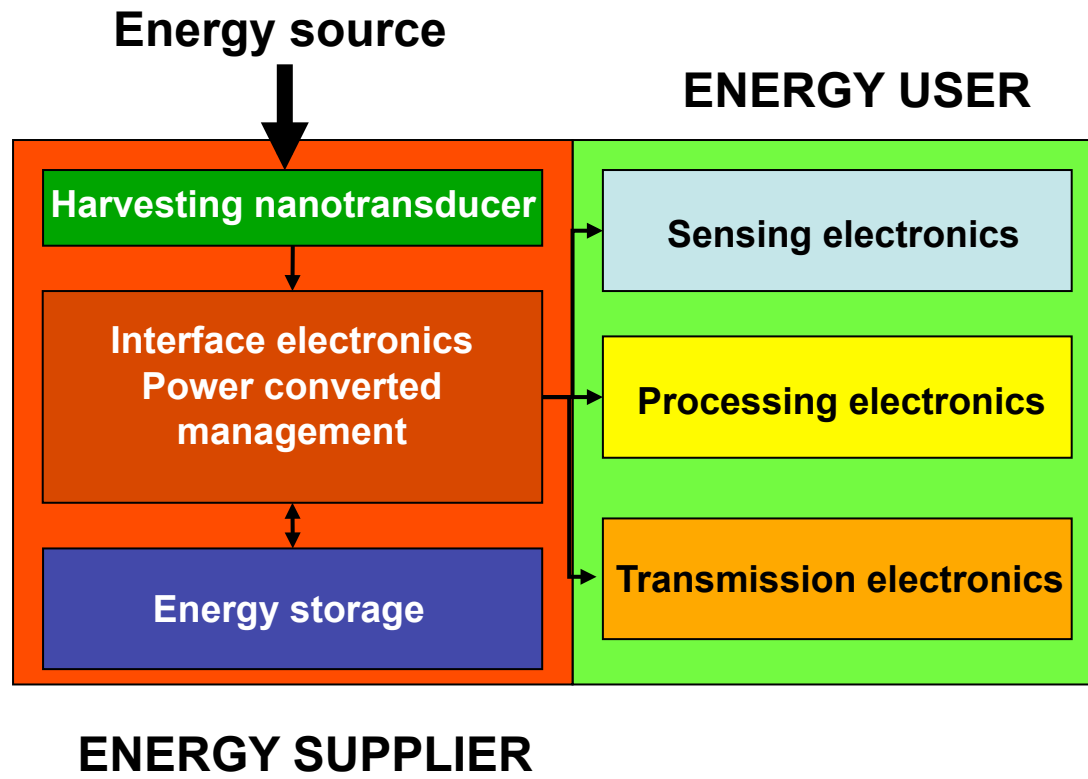 Energy source
ENERGY USER
Harvesting nanotransducer
Interface electronics
Power converted
management
Energy storage
Sensing electronics
Processing electronics
Transmission electronics
ENERGY SUPPLIER